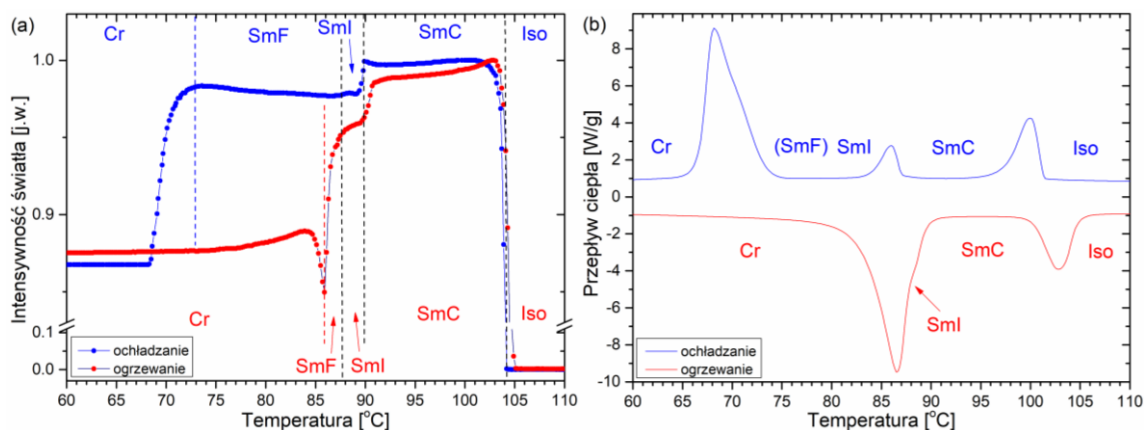 (a)
Cr SmF SmI SmC Iso
1.0
Intensywność światła [j.w.]
0.9
0.1
0.0
Cr SmC Iso
SmF SmI
ochładzanie
ogrzewanie
60 65 70 75 80 85 90 95 100 105 110
Temperatura [°C]
(b)
8
6
4
2
0
-2
-4
-6
-8
-10
Przepływ ciepła [W/g]
Cr (SmF) SmI SmC Iso
Cr SmC Iso
SmI
ochładzanie
ogrzewanie
60 65 70 75 80 85 90 95 100 105 110
Temperatura [°C]